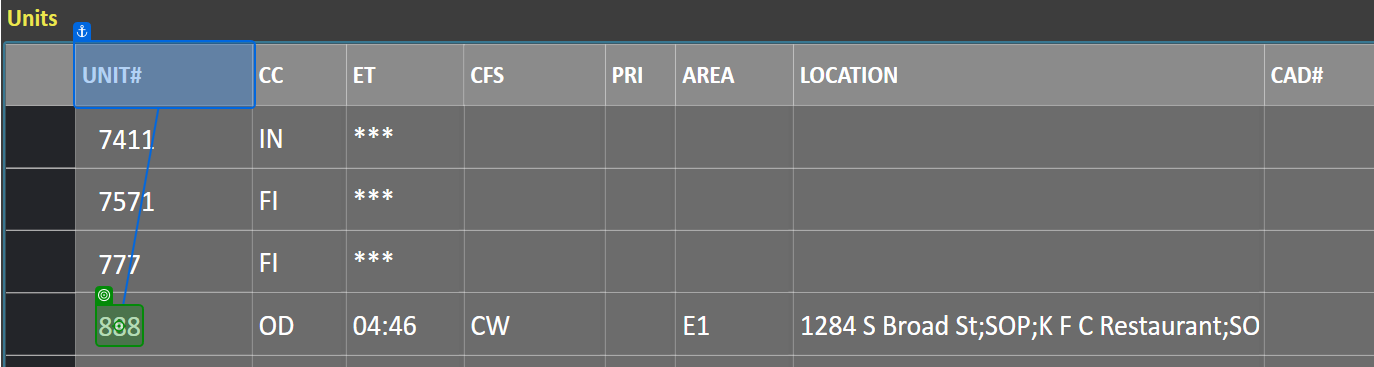 Units
UNIT# CC ET CFS PRI AREA LOCATION CAD#
7411 IN ***
7571 FI ***
777 FI ***
888 OD 04:46 CW E1 1284 S Broad St;SOP;K F C Restaurant;SO